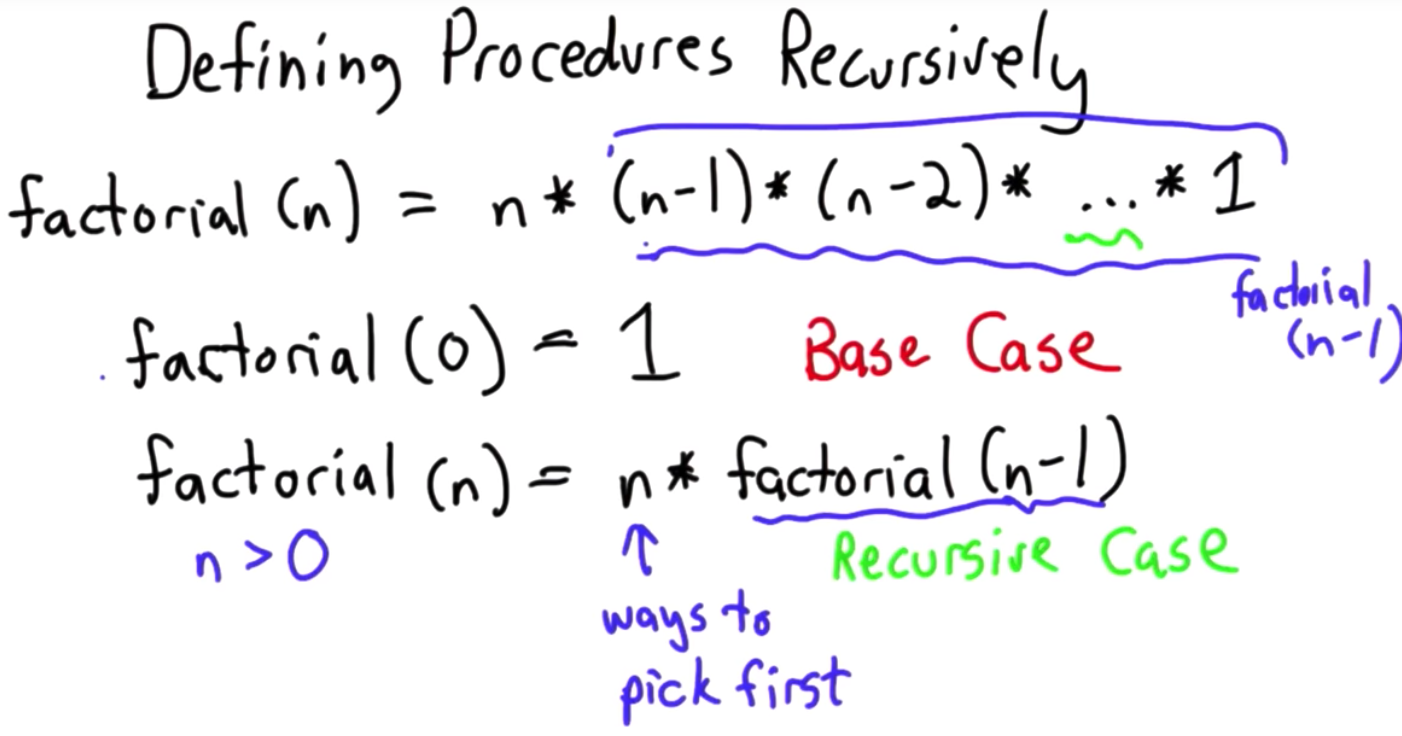 Defining Procedures Recursively
factorial (n) = n * (n-1) * (n-2) * ... * 1
factorial
(n-1)
factorial (0) = 1 Base Case
factorial (n) = n * factorial (n-1)
n > 0
Recursive Case
↑
ways to
pick first